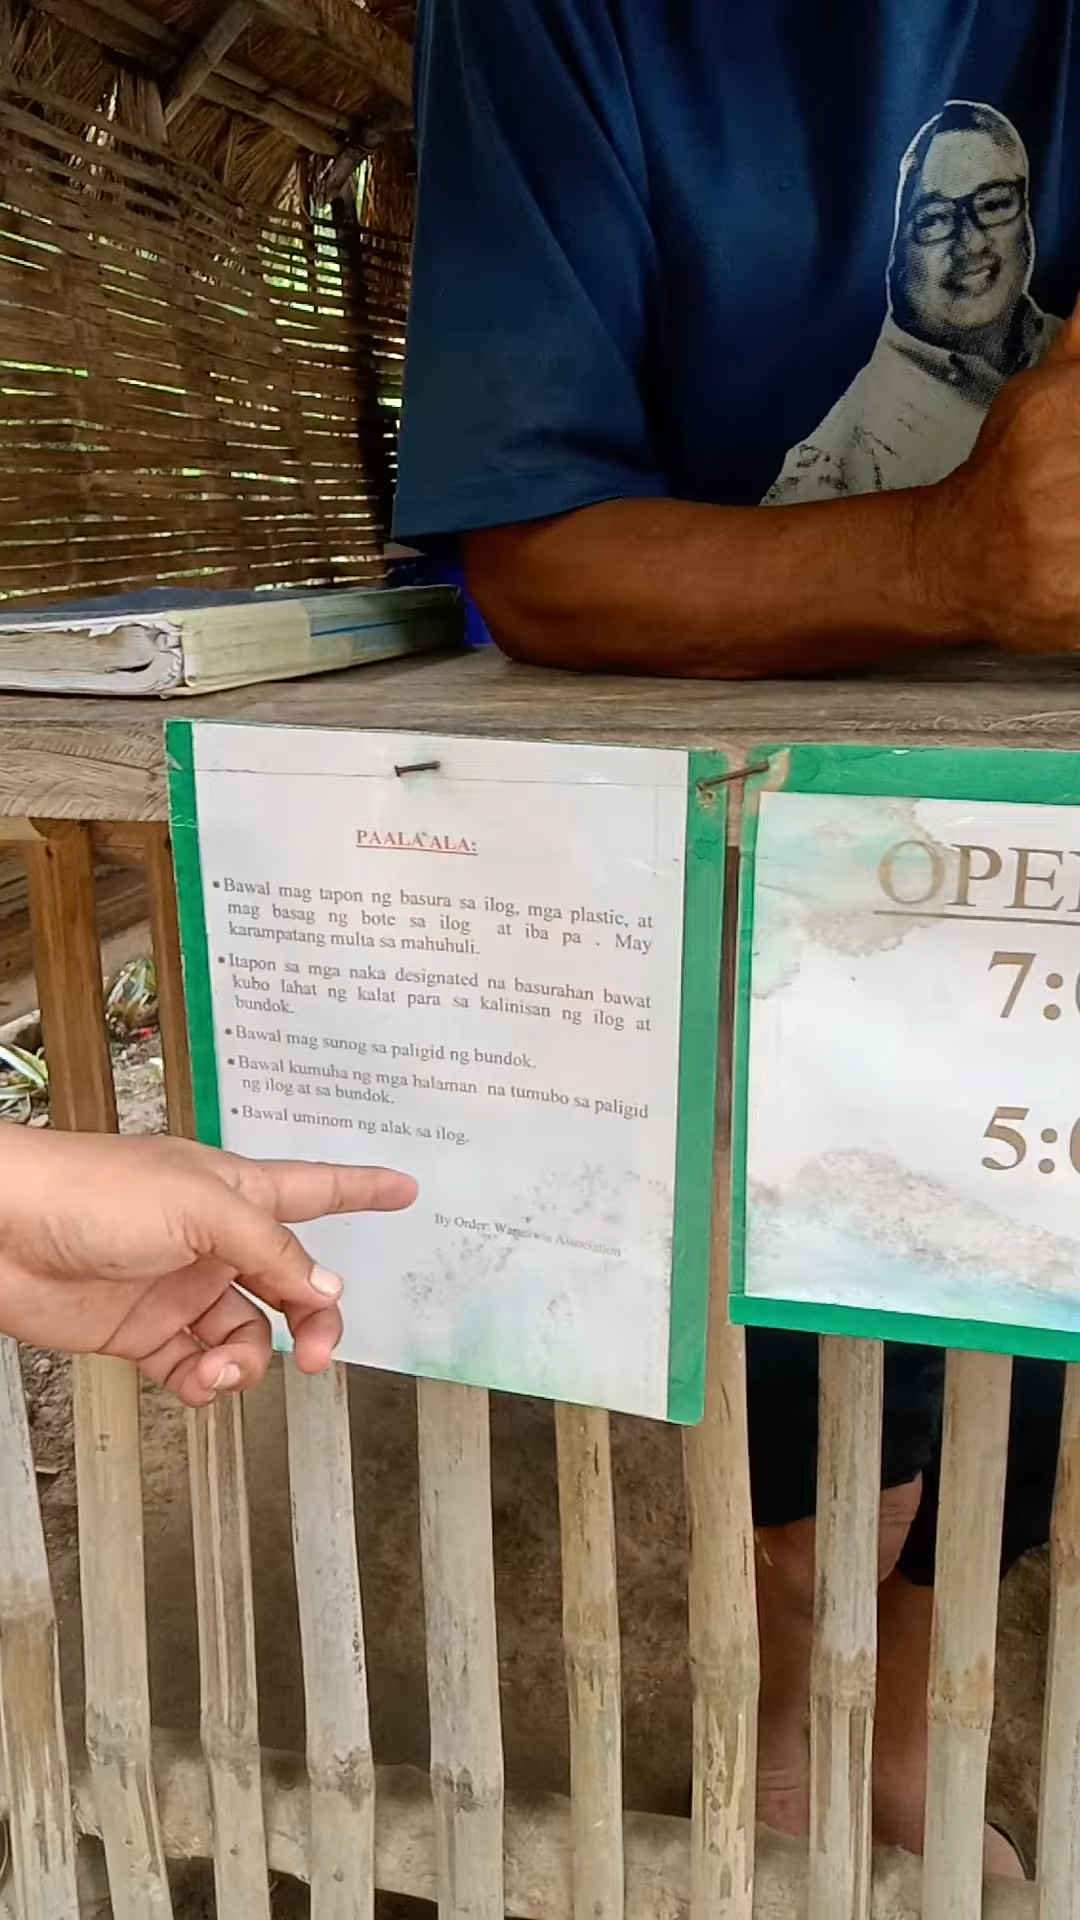 PAALA ALA:
• Bawal mag tapon ng basura sa ilog, mga plastic, at
mag basag ng bote sa ilog at iba pa . May
karampatang multa sa mahuhuli.
• Itapon sa mga naka designated na basurahan bawat
kubo lahat ng kalat para sa kalinisan ng ilog at
bundok.
• Bawal mag sunog sa paligid ng bundok.
• Bawal kumuha ng mga halaman na tumubo sa paligid
ng ilog at sa bundok.
• Bawal uminom ng alak sa ilog.
By Order: Association
OPE
7:0
5:0